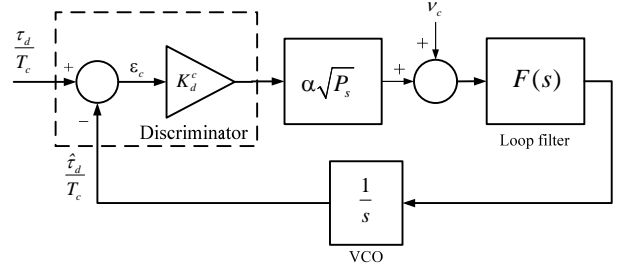 τ_d/T_c
+
−
ε_c
K_d^c
Discriminator
α√P_s
+
+
ν_c
F(s)
Loop filter
τ̂_d/T_c
1/s
VCO